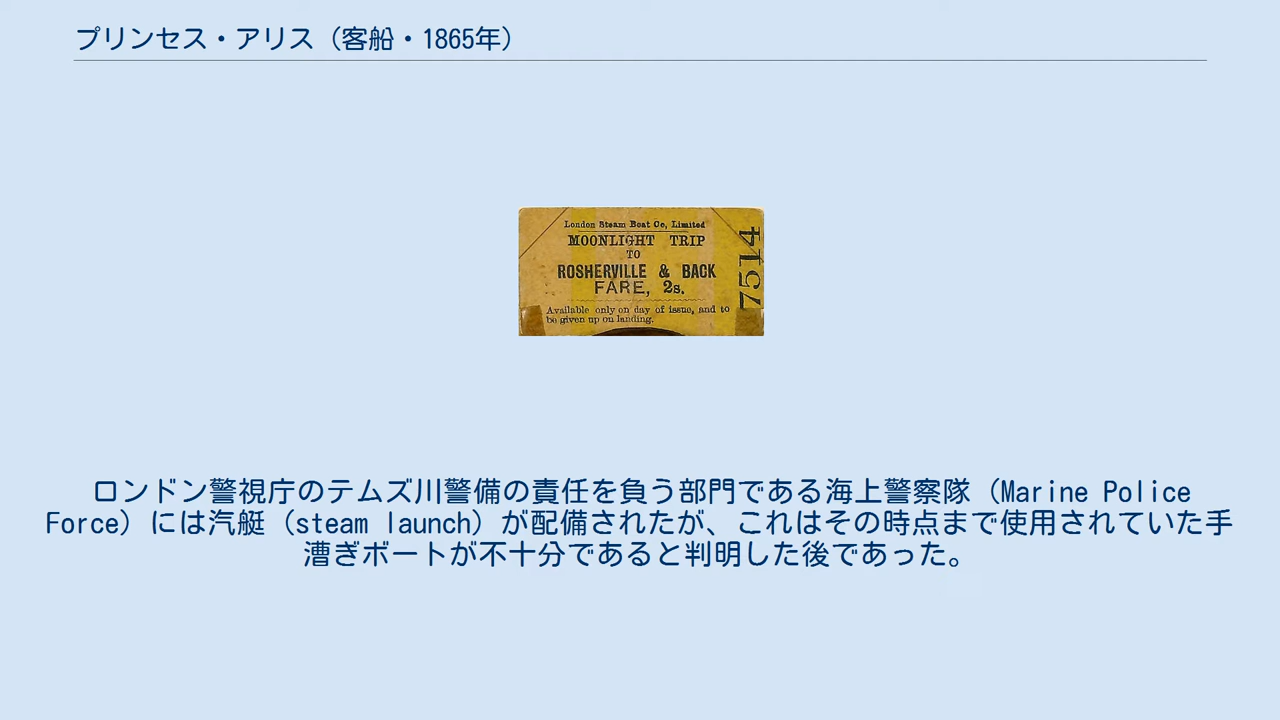 プリンセス・アリス（客船・1865年）
London Steam Boat Co, Limited
MOONLIGHT TRIP
TO
ROSHERVILLE & BACK
FARE, 2s.
Available only on day of issue, and to
be given up on landing.
7514
ロンドン警視庁のテムズ川警備の責任を負う部門である海上警察隊（Marine Police
Force）には汽艇（steam launch）が配備されたが、これはその時点まで使用されていた手
漕ぎボートが不十分であると判明した後であった。